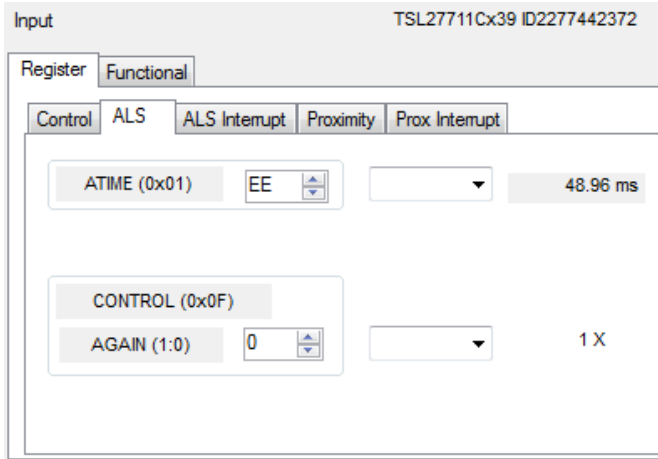 Input TSL27711Cx39 ID2277442372
Register Functional
Control ALS ALS Interrupt Proximity Prox Interrupt
ATIME (0x01) EE 48.96 ms
CONTROL (0x0F)
AGAIN (1:0) 0 1 X